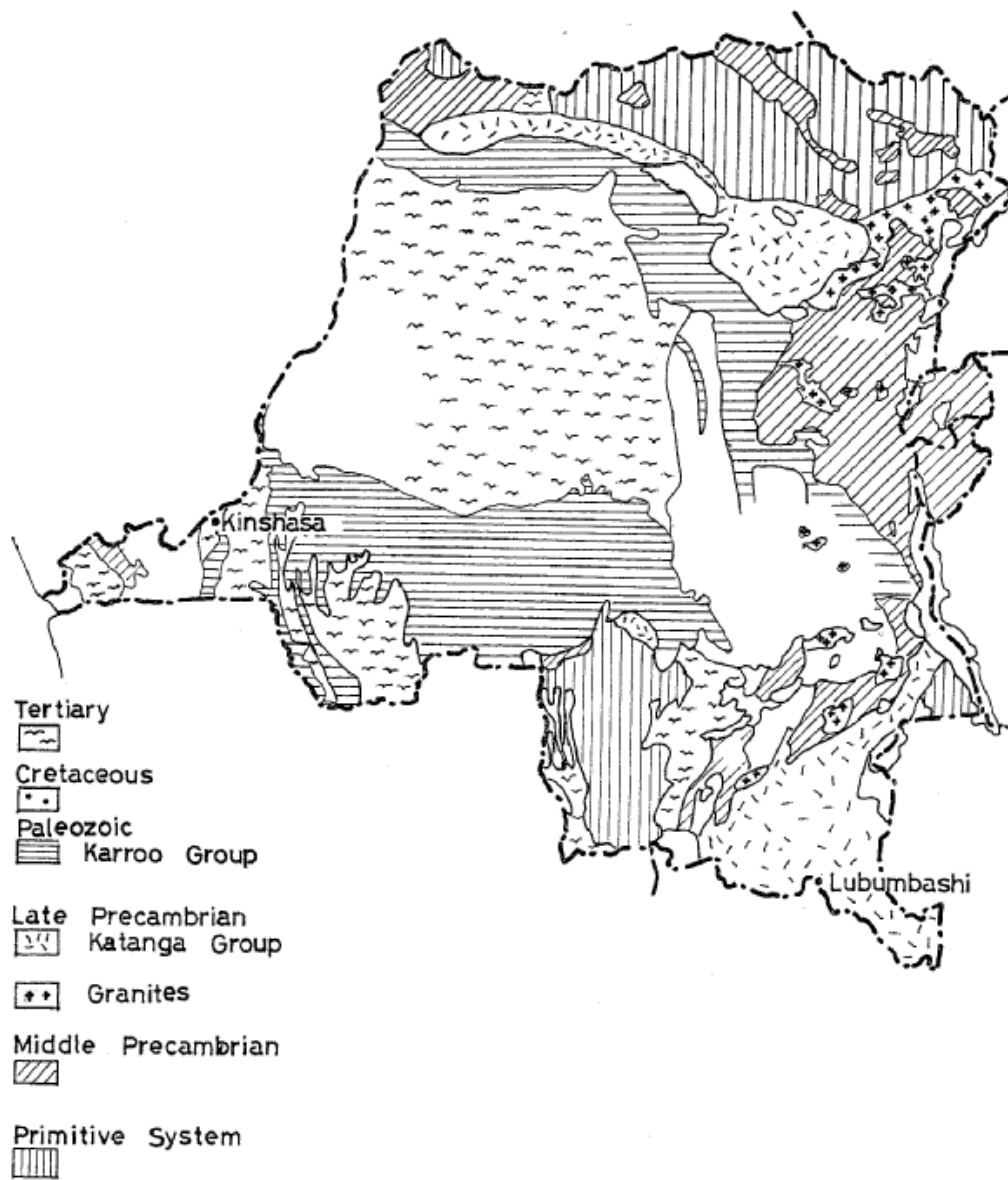 Kinshasa
Lubumbashi
Tertiary
Cretaceous
Paleozoic
Karroo Group
Late Precambrian
Katanga Group
Granites
Middle Precambrian
Primitive System